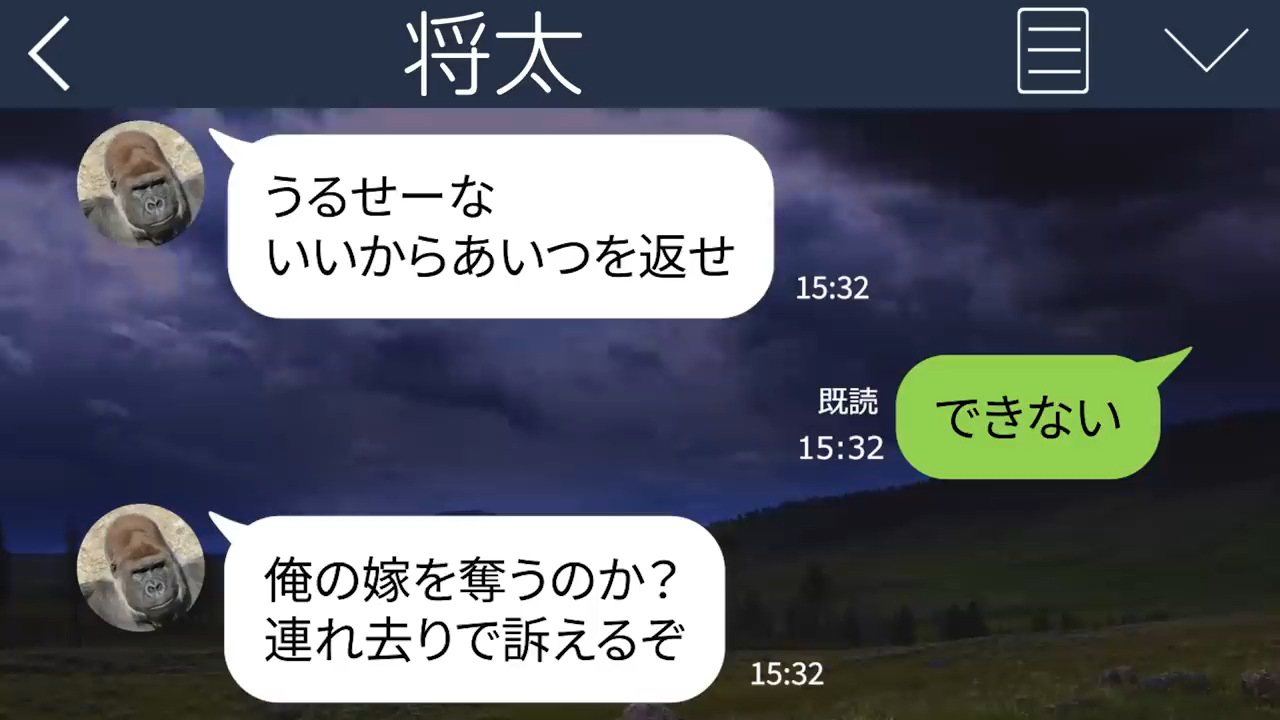 将太
うるせーな
いいからあいつを返せ
15:32
既読
15:32
できない
俺の嫁を奪うのか?
連れ去りで訴えるぞ
15:32